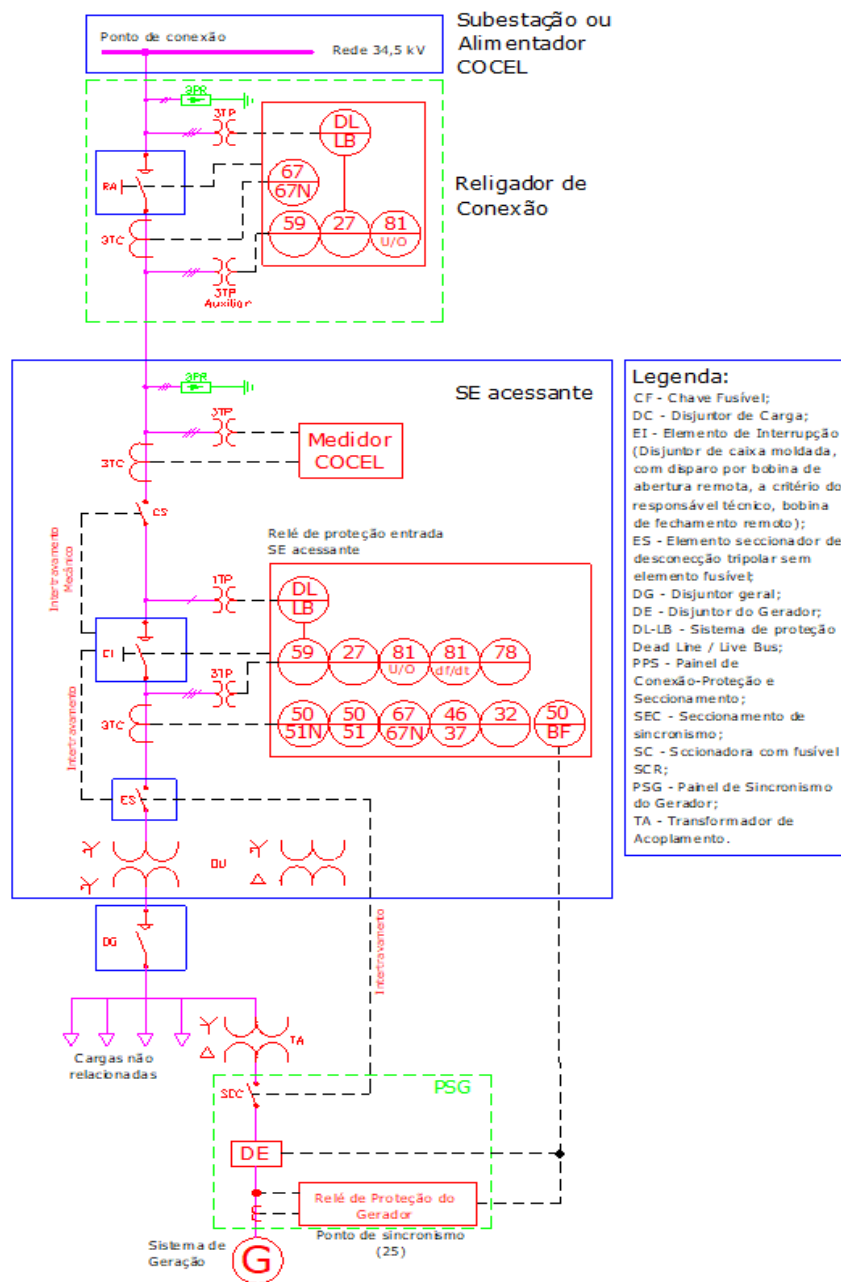 Subestação ou
Alimentador
COCEL
Ponto de conexão
Rede 34,5 kV
3PR
3TP
DL
LB
67
67N
RA
59
27
81
U/O
3TC
3TP
Auxiliar
Religador de
Conexão
SE acessante
3PR
3TP
Medidor
COCEL
3TC
CS
Intertravamento
Mecânico
Relé de proteção entrada
SE acessante
1TP
DL
LB
59
27
81
U/O
81
df/dt
78
EI
3TP
3TC
50
51N
50
51
67
67N
46
37
32
50
BF
Intertravamento
ES
OU
DG
Intertravamento
Cargas não
relacionadas
TA
PSG
SEC
DE
Relé de Proteção do
Gerador
Ponto de sincronismo
(25)
Sistema de
Geração
G
Legenda:
CF - Chave Fusível;
DC - Disjuntor de Carga;
EI - Elemento de Interrupção
(Disjuntor de caixa moldada,
com disparo por bobina de
abertura remota, a critério do
responsável técnico, bobina
de fechamento remoto);
ES - Elemento seccionador de
desconecção tripolar sem
elemento fusível;
DG - Disjuntor geral;
DE - Disjuntor do Gerador;
DL-LB - Sistema de proteção
Dead Line / Live Bus;
PPS - Painel de
Conexão-Proteção e
Seccionamento;
SEC - Seccionamento de
sincronismo;
SC - Sccionadora com fusível
SCR;
PSG - Painel de Sincronismo
do Gerador;
TA - Transformador de
Acoplamento.